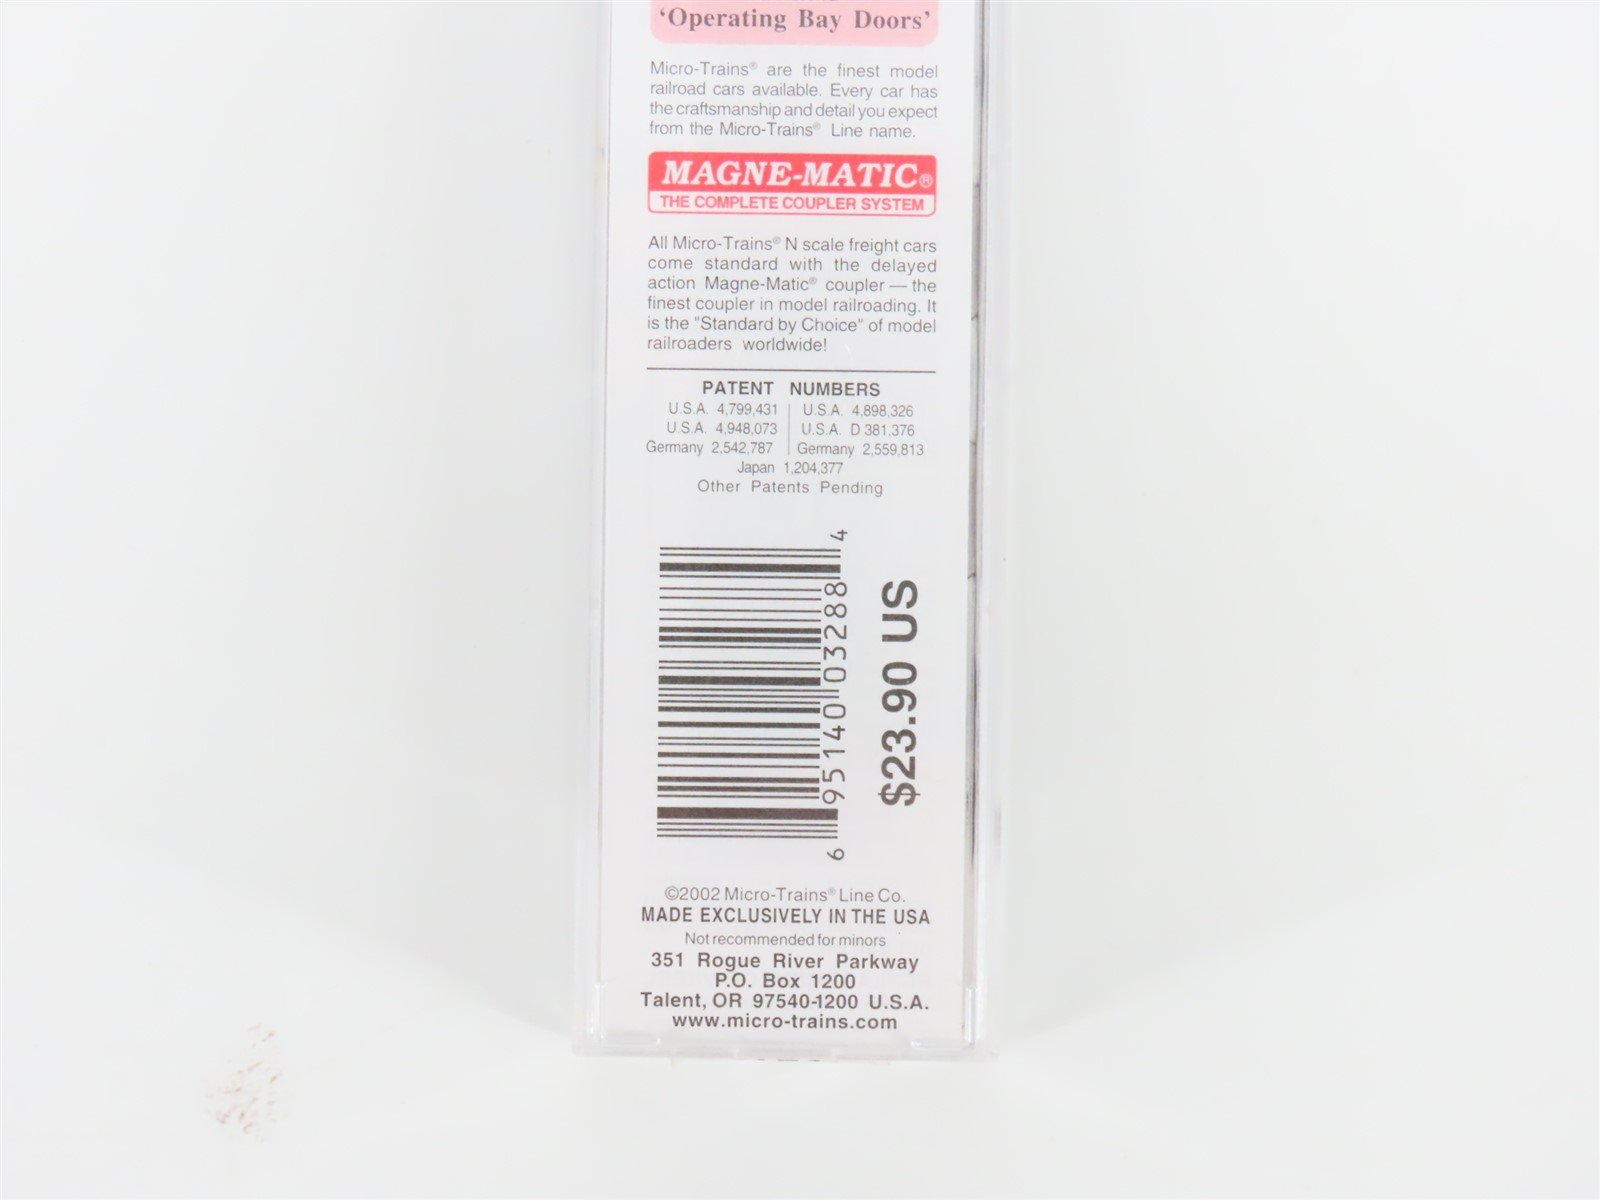 'Operating Bay Doors'
Micro-Trains® are the finest model
railroad cars available. Every car has
the craftsmanship and detail you expect
from the Micro-Trains® Line name.
MAGNE-MATIC®
THE COMPLETE COUPLER SYSTEM
All Micro-Trains® N scale freight cars
come standard with the delayed
action Magne-Matic® coupler — the
finest coupler in model railroading. It
is the "Standard by Choice" of model
railroaders worldwide!
PATENT NUMBERS
U.S.A. 4,799,431 U.S.A. 4,898,326
U.S.A. 4,948,073 U.S.A. D 381,376
Germany 2,542,787 Germany 2,559,813
Japan 1,204,377
Other Patents Pending
6 95140 03288 4
$23.90 US
©2002 Micro-Trains® Line Co.
MADE EXCLUSIVELY IN THE USA
Not recommended for minors
351 Rogue River Parkway
P.O. Box 1200
Talent, OR 97540-1200 U.S.A.
www.micro-trains.com